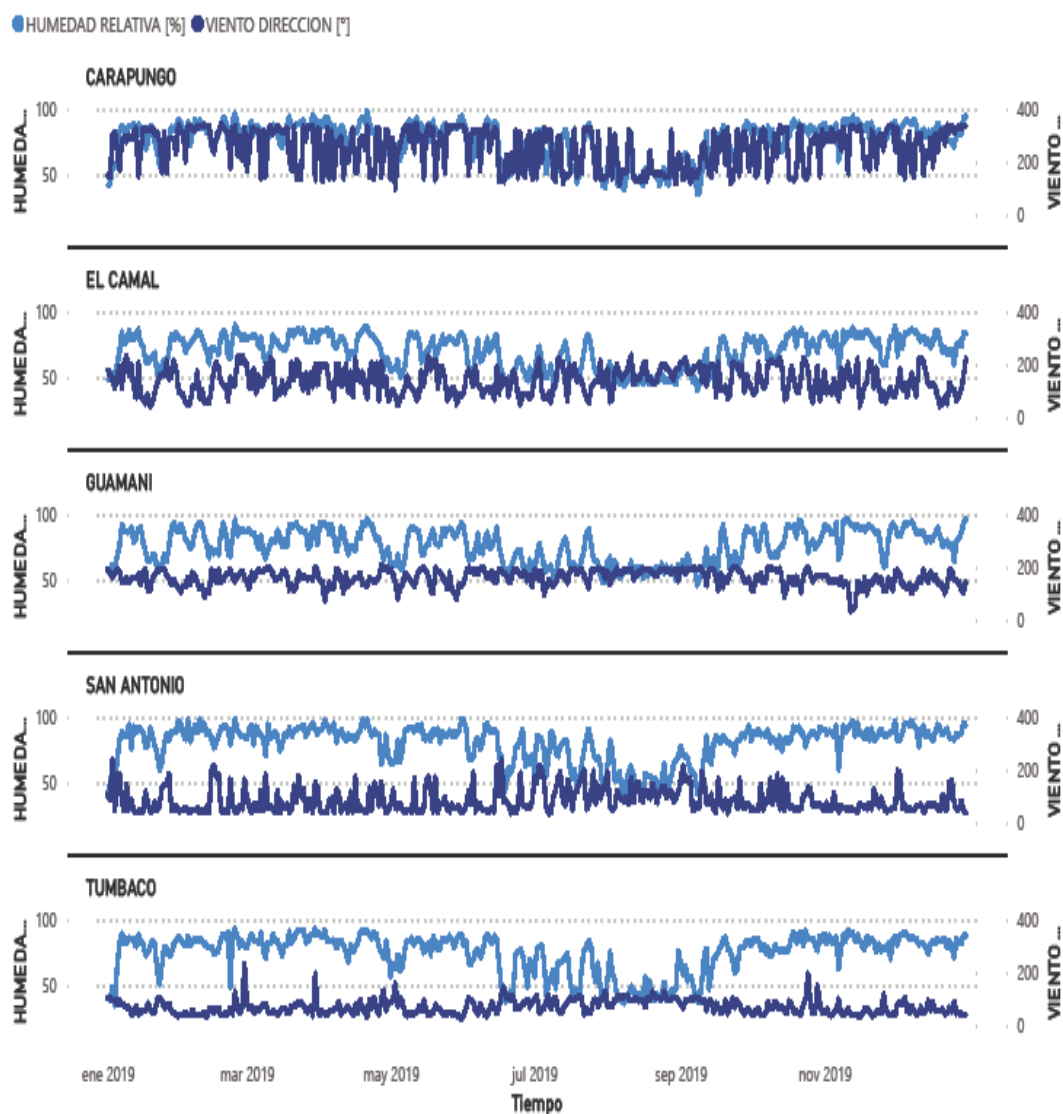 HUMEDAD RELATIVA [%] VIENTO DIRECCION [°]
CARAPUNGO
100 400
HUMEDA... 200 VIENTO ...
50
0
EL CAMAL
100 400
HUMEDA... 200 VIENTO ...
50
0
GUAMANI
100 400
HUMEDA... 200 VIENTO ...
50
0
SAN ANTONIO
100 400
HUMEDA... 200 VIENTO ...
50
0
TUMBACO
100 400
HUMEDA... 200 VIENTO ...
50
0
ene 2019 mar 2019 may 2019 jul 2019 sep 2019 nov 2019
Tiempo